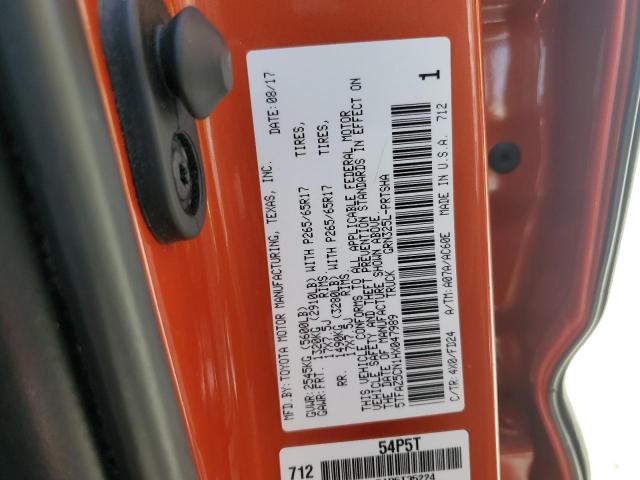 MFD.BY:TOYOTA MOTOR MANUFACTURING, TEXAS, INC. DATE: 08/17
GVWR: 2545KG (5600LB)
GAWR:FRT. 1320KG (2910LB) WITH P265/65R17 TIRES,
17X7.5J RIMS
RR. 1490KG (3280LB) WITH P265/65R17 TIRES,
17X7.5J RIMS
THIS VEHICLE CONFORMS TO ALL APPLICABLE FEDERAL MOTOR
VEHICLE SAFETY AND THEFT PREVENTION STANDARDS IN EFFECT ON
THE DATE OF MANUFACTURE SHOWN ABOVE.
5TFAZ5CN1HX047989 TRUCK GRN325L-PRTSHA 1
C/TR: 4X0/FD24 A/TM: A07A/AC60E MADE IN U.S.A. 712
54P5T
712